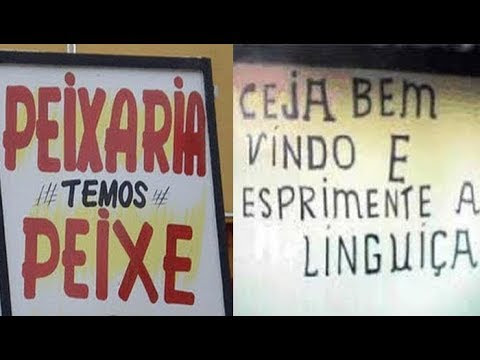 PEIXARIA
TEMOS
PEIXE
CEJA BEM
VINDO E
ESPRIMENTE A
LINGUIÇA